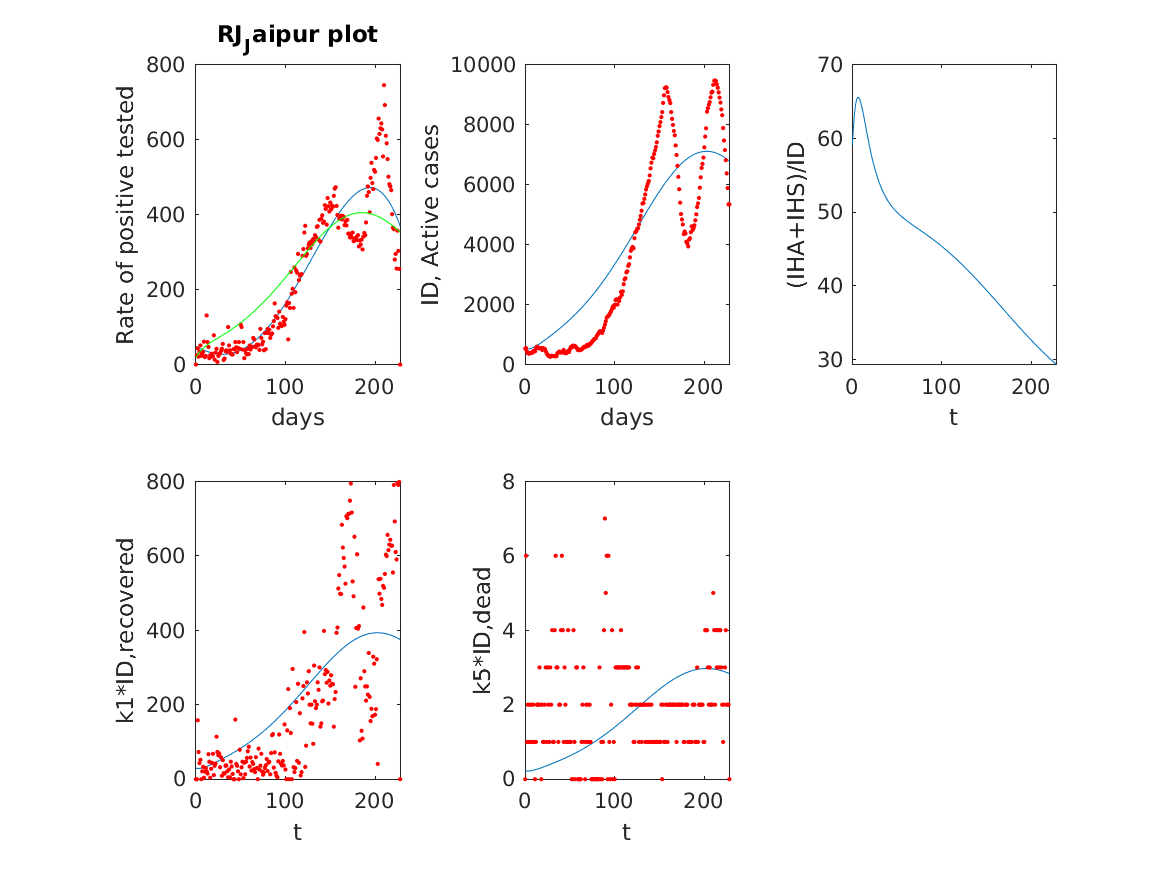 RJJaipur plot
800
600
400
200
0
0 100 200
days
Rate of positive tested
10000
8000
6000
4000
2000
0
0 100 200
days
ID, Active cases
70
60
50
40
30
0 100 200
t
(IHA+IHS)/ID
800
600
400
200
0
0 100 200
t
k1*ID,recovered
8
6
4
2
0
0 100 200
t
k5*ID,dead